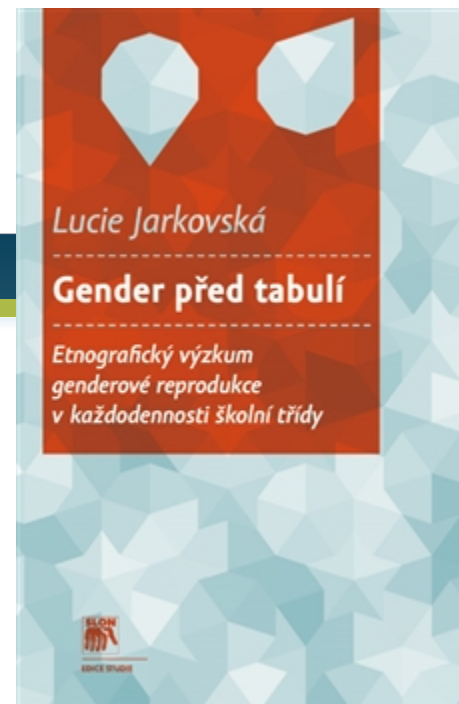 Lucie Jarkovská
Gender před tabulí
Etnografický výzkum
genderové reprodukce
v každodennosti školní třídy
SLON
EDICE STUDIE